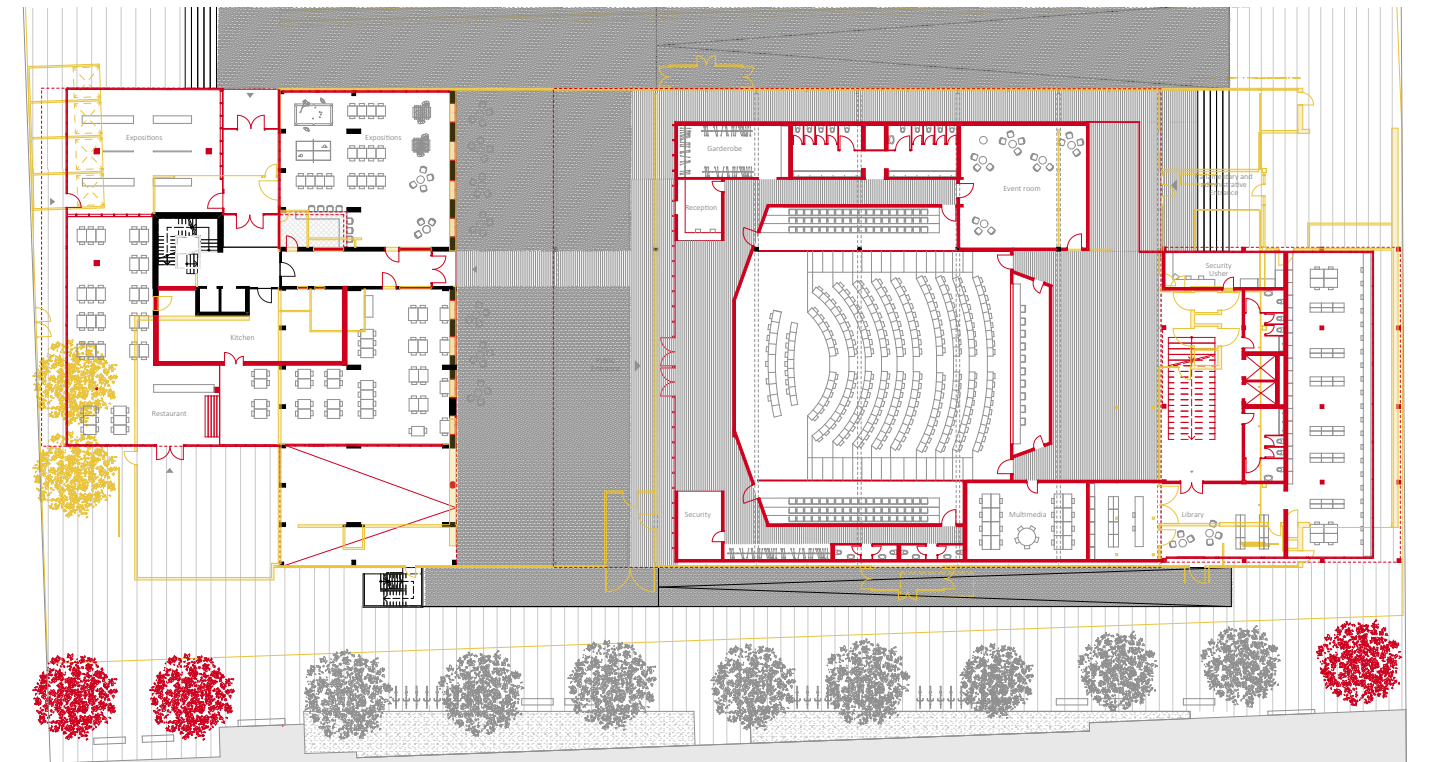 Expositions
Expositions
Garderobe
Event room
Reception
Security
Usher
Kitchen
Restaurant
Security
Multimedia
Library